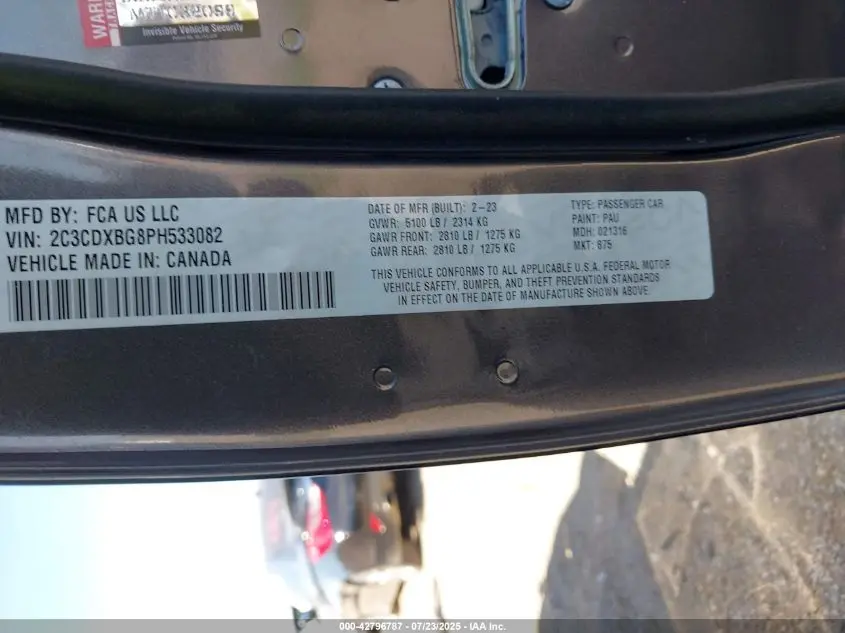 WARN
Invisible Vehicle Security
MFD BY: FCA US LLC
VIN: 2C3CDXBG8PH533082
VEHICLE MADE IN: CANADA
DATE OF MFR (BUILT): 2-23
GVWR: 5100 LB / 2314 KG
GAWR FRONT: 2810 LB / 1275 KG
GAWR REAR: 2810 LB / 1275 KG
TYPE: PASSENGER CAR
PAINT: PAU
MDH: 021316
MKT: 875
THIS VEHICLE CONFORMS TO ALL APPLICABLE U.S.A. FEDERAL MOTOR
VEHICLE SAFETY, BUMPER, AND THEFT PREVENTION STANDARDS
IN EFFECT ON THE DATE OF MANUFACTURE SHOWN ABOVE.
000-42796787 - 07/23/2025 - IAA Inc.